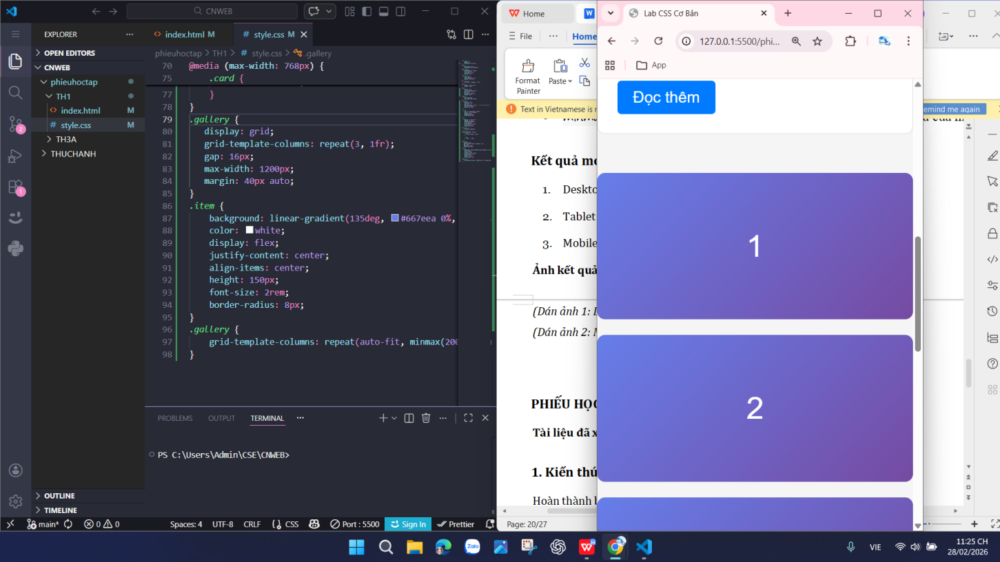 CNWEB
EXPLORER
OPEN EDITORS
CNWEB
phieuhoctap
TH1
index.html M
style.css M
TH3A
THUCHANH
OUTLINE
TIMELINE
index.html M
style.css M
phieuhoctap > TH1 > style.css > .gallery
70 @media (max-width: 768px) {
75 .card {
77 }
78 }
79 .gallery {
80 display: grid;
81 grid-template-columns: repeat(3, 1fr);
82 gap: 16px;
83 max-width: 1200px;
84 margin: 40px auto;
85 }
86 .item {
87 background: linear-gradient(135deg, #667eea 0%,
88 color: white;
89 display: flex;
90 justify-content: center;
91 align-items: center;
92 height: 150px;
93 font-size: 2rem;
94 border-radius: 8px;
95 }
96 .gallery {
97 grid-template-columns: repeat(auto-fit, minmax(200
98 }
PROBLEMS OUTPUT TERMINAL
PS C:\Users\Admin\CSE\CNWEB>
main* 0 0 Spaces: 4 UTF-8 CRLF {} CSS Port : 5500 Sign In Prettier
Home
File Home
Format
Painter
Paste
Text in Vietnamese is
emind me again
Kết quả
1. Deskto
2. Tablet
3. Mobile
Ảnh kết quả
(Dán ảnh 1:
(Dán ảnh 2:
PHIẾU HỌC
Tài liệu đã
1. Kiến thứ
Hoàn thành
Page: 20/27
Lab CSS Cơ Bản
127.0.0.1:5500/phi...
App
Đọc thêm
1
2
Zalo
VIE
11:25 CH
28/02/2026